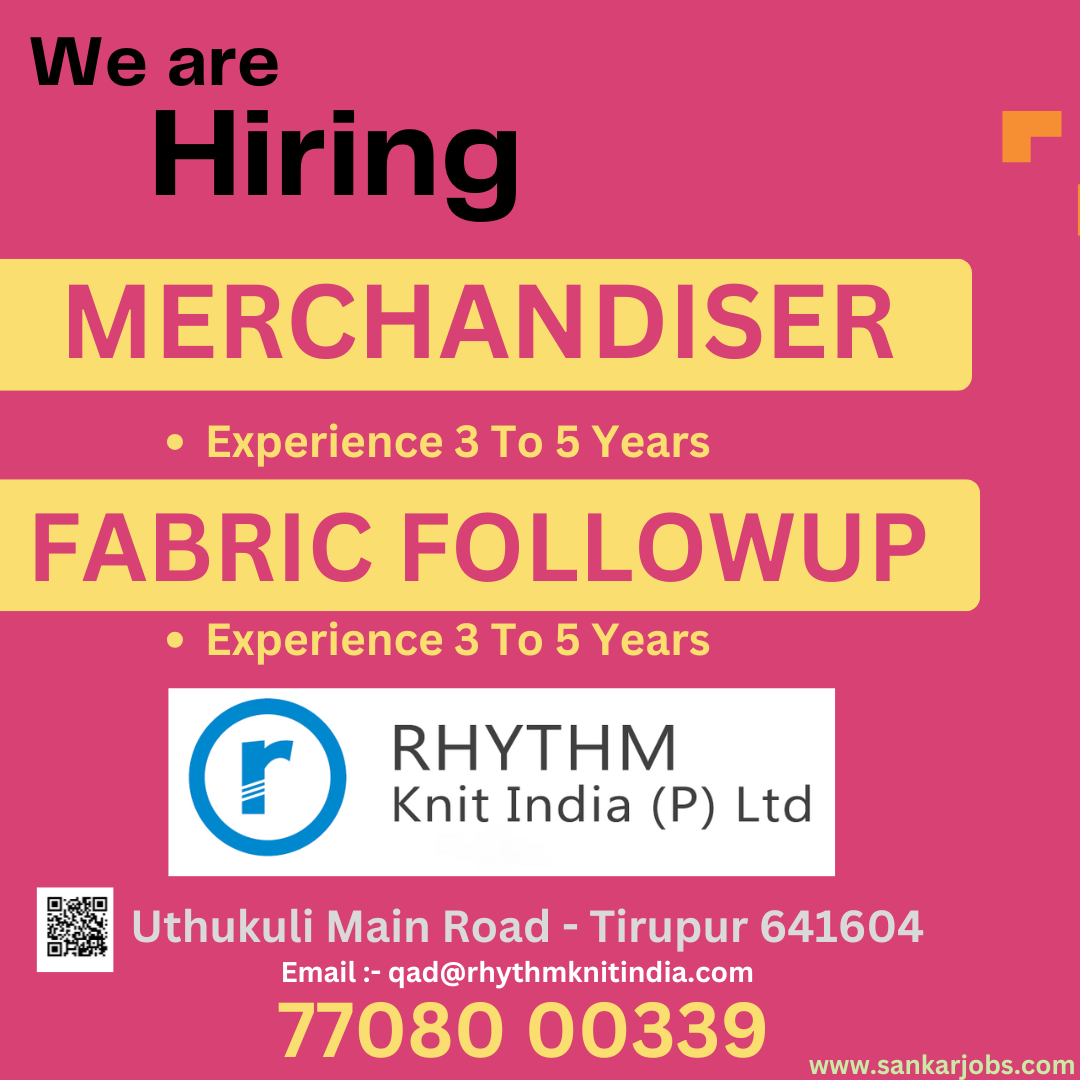 We are
Hiring
MERCHANDISER
• Experience 3 To 5 Years
FABRIC FOLLOWUP
• Experience 3 To 5 Years
r
RHYTHM
Knit India (P) Ltd
Uthukuli Main Road - Tirupur 641604
Email :- qad@rhythmknitindia.com
77080 00339
www.sankarjobs.com